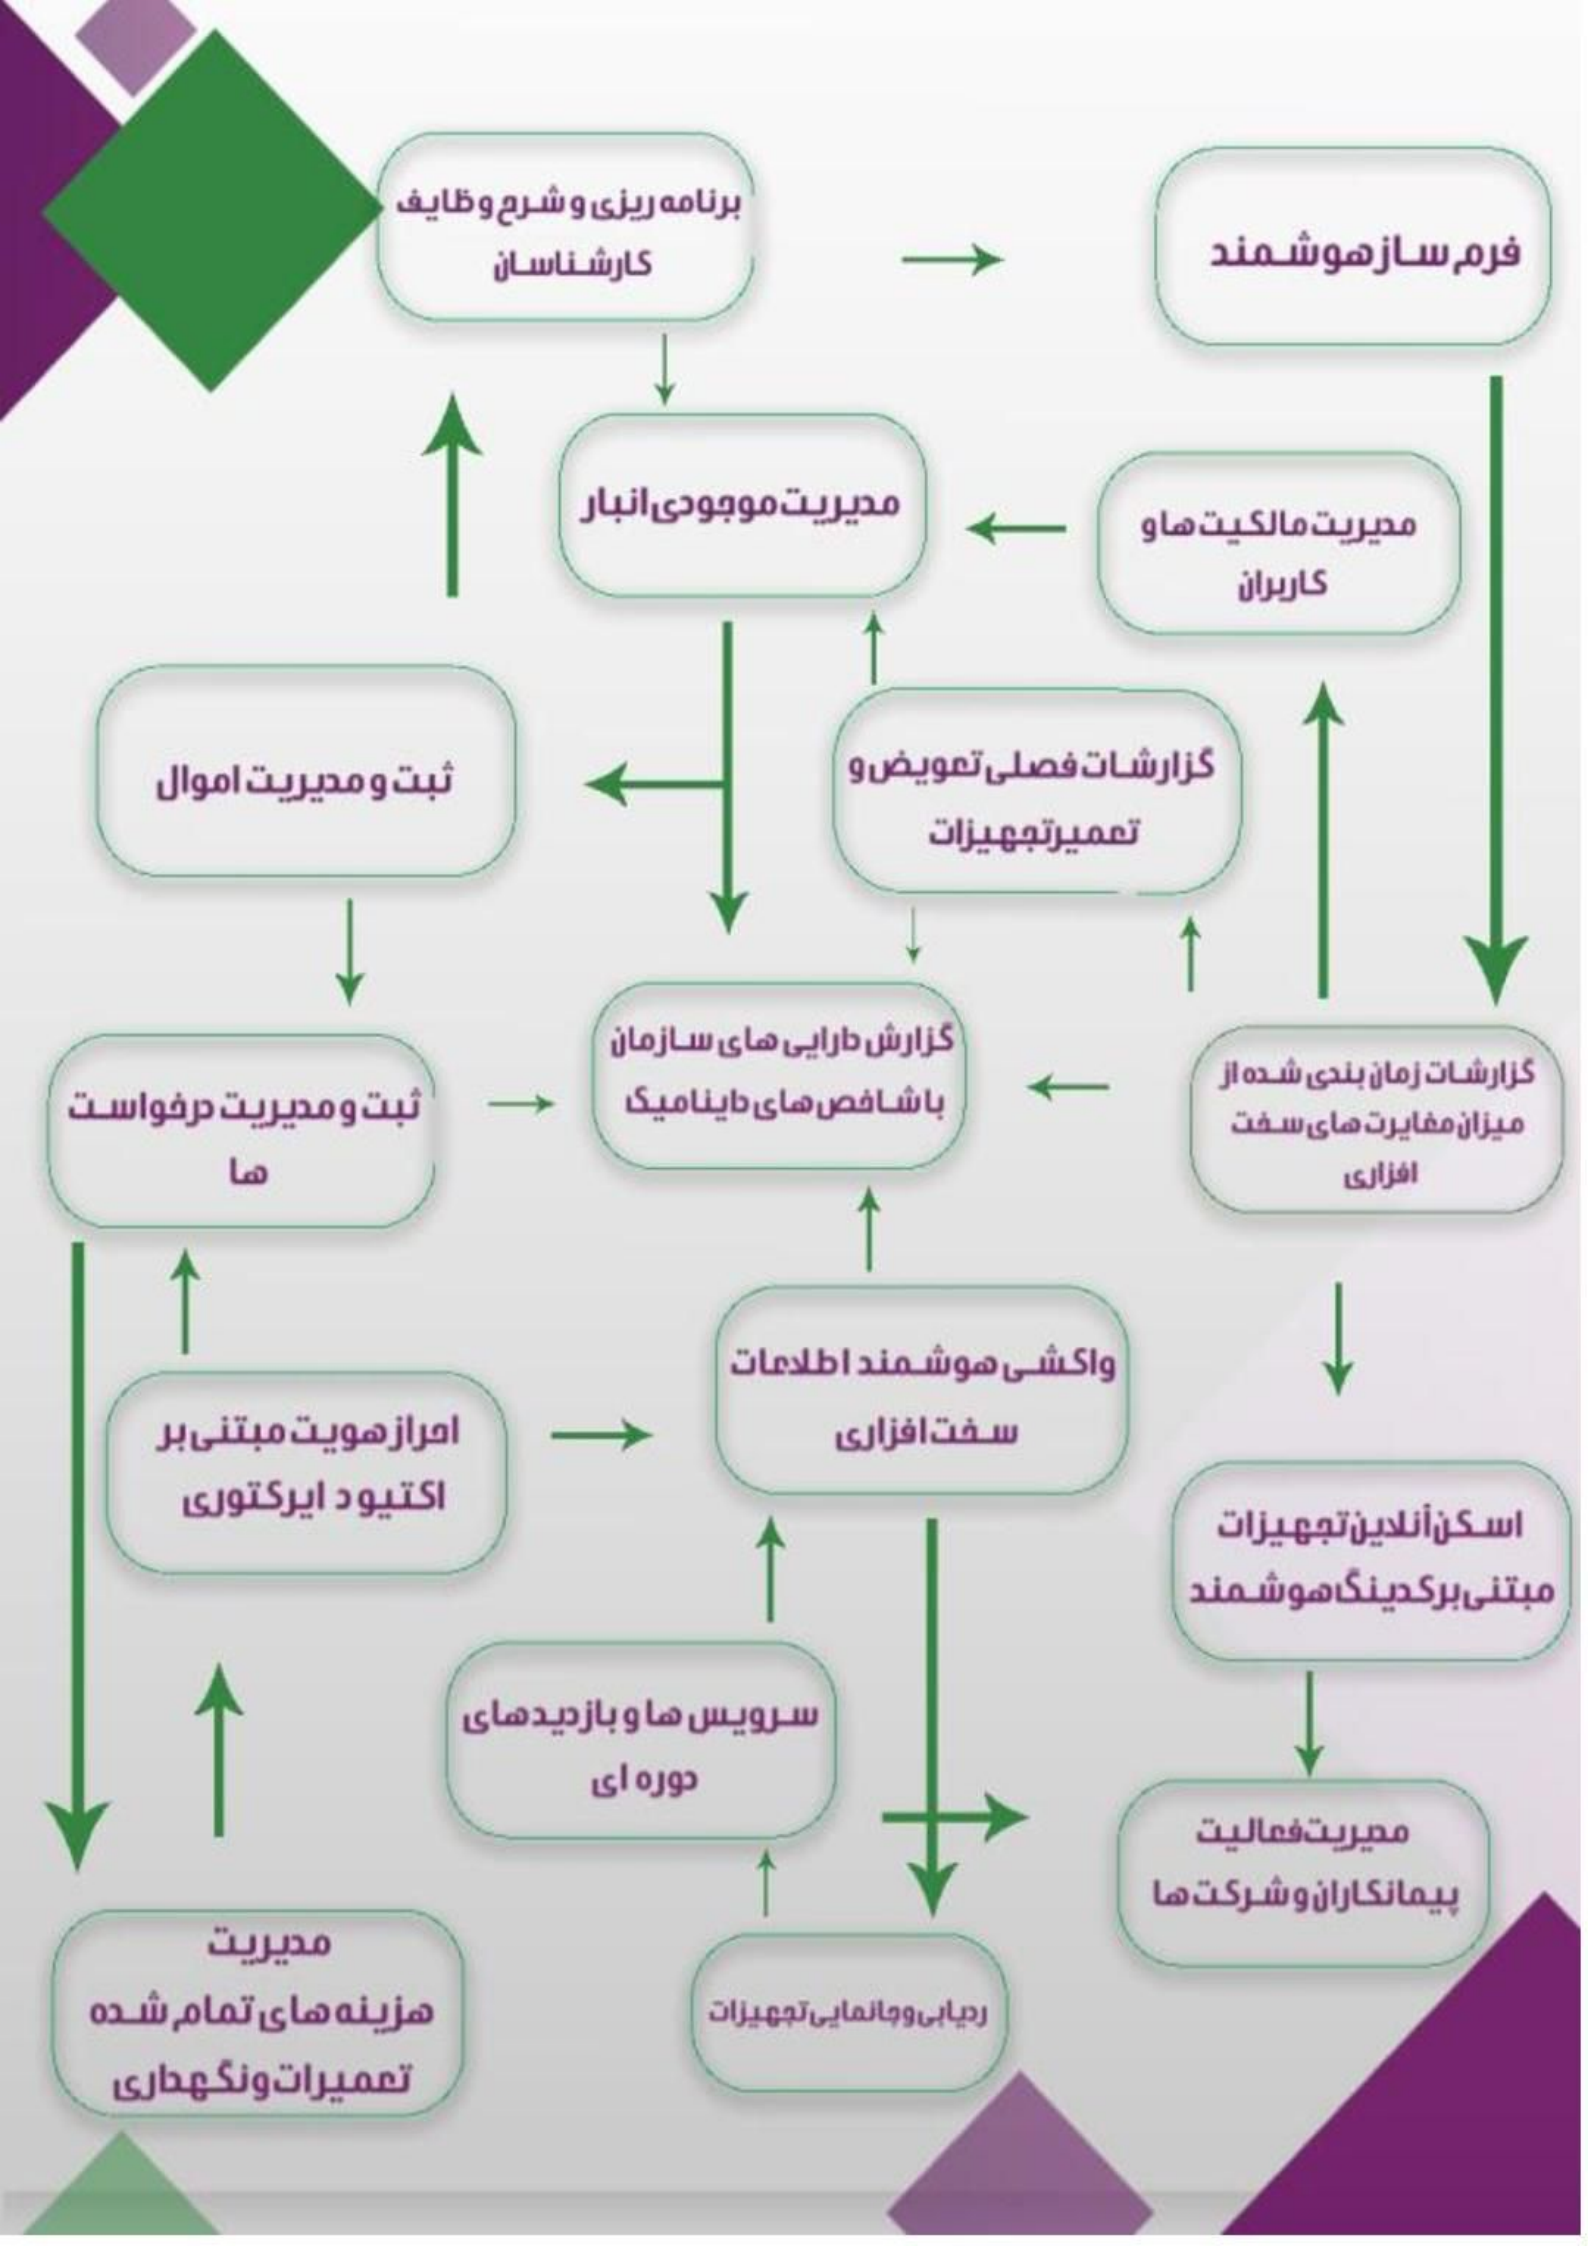 برنامه ریزی و شرح وظایف
کارشناسان
فرم ساز هوشمند
مدیریت موجودی انبار
مدیریت مالکیت ها و
کاربران
ثبت و مدیریت اموال
گزارشات فصلی تعویض و
تعمیر تجهیزات
ثبت و مدیریت درخواست
ها
گزارش دارایی های سازمان
با شاخص های داینامیک
گزارشات زمان بندی شده از
میزان مغایرت های سخت
افزاری
احراز هویت مبتنی بر
اکتیو د ایرکتوری
واکشی هوشمند اطلاعات
سخت افزاری
اسکن أنلاین تجهیزات
مبتنی بر کدینگ هوشمند
سرویس ها و بازدیدهای
دوره ای
مدیریت فعالیت
پیمانکاران و شرکت ها
مدیریت
هزینه های تمام شده
تعمیرات و نگهداری
ردیابی و جانمایی تجهیزات